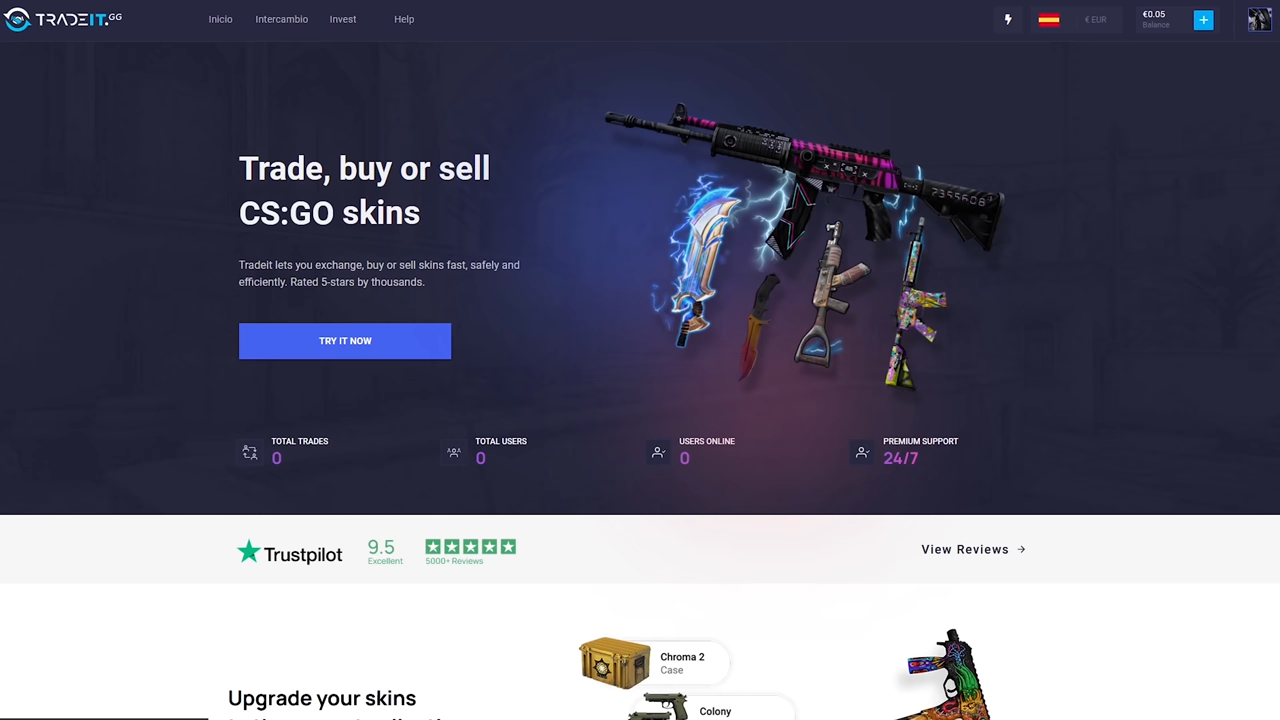 TRADEIT.GG
Inicio
Intercambio
Invest
Help
€ EUR
€0.05
Balance
+
Trade, buy or sell
CS:GO skins
Tradeit lets you exchange, buy or sell skins fast, safely and
efficiently. Rated 5-stars by thousands.
TRY IT NOW
7355608
TOTAL TRADES
0
TOTAL USERS
0
USERS ONLINE
0
PREMIUM SUPPORT
24/7
Trustpilot
9.5
Excellent
5000+ Reviews
View Reviews →
Chroma 2
Case
Upgrade your skins
Colony